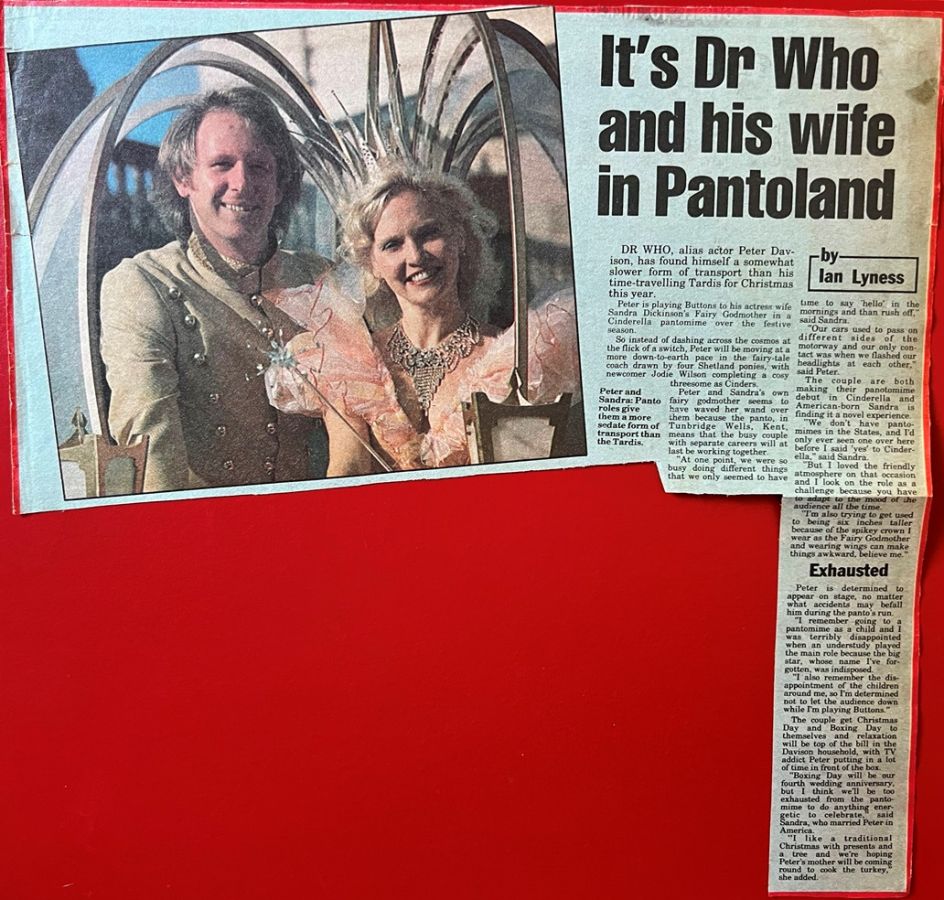 It's Dr Who
and his wife
in Pantoland
by
Ian Lyness
DR WHO, alias actor Peter Dav-
ison, has found himself a somewhat
slower form of transport than his
time-travelling Tardis for Christmas
this year.
Peter is playing Buttons to his actress wife
Sandra Dickinson's Fairy Godmother in a
Cinderella pantomime over the festive
season.
So instead of dashing across the cosmos at
the flick of a switch, Peter will be moving at a
more down-to-earth pace in the fairy-tale
coach drawn by four Shetland ponies, with
newcomer Jodie Wilson completing a cosy
threesome as Cinders.
Peter and Sandra's own
fairy godmother seems to
have waved her wand over
them because the panto, in
Tunbridge Wells, Kent,
means that the busy couple
with separate careers will at
last be working together.
"At one point, we were so
busy doing different things
that we only seemed to have
Peter and
Sandra: Panto
roles give
them a more
sedate form of
transport than
the Tardis.
time to say 'hello' in the
mornings and than rush off,"
said Sandra.
"Our cars used to pass on
different sides of the
motorway and our only con-
tact was when we flashed our
headlights at each other,"
said Peter.
The couple are both
making their pantomime
debut in Cinderella and
American-born Sandra is
finding it a novel experience.
"We don't have panto-
mimes in the States, and I'd
only ever seen one over here
before I said 'yes' to Cinder-
ella," said Sandra.
"But I loved the friendly
atmosphere on that occasion
and I look on the role as a
challenge because you have
to adapt to the mood of the
audience all the time.
"I'm also trying to get used
to being six inches taller
because of the spikey crown I
wear as the Fairy Godmother
and wearing wings can make
things awkward, believe me."
Exhausted
Peter is determined to
appear on stage, no matter
what accidents may befall
him during the panto's run.
"I remember going to a
pantomime as a child and I
was terribly disappointed
when an understudy played
the main role because the big
star, whose name I've for-
gotten, was indisposed.
"I also remember the dis-
appointment of the children
around me, so I'm determined
not to let the audience down
while I'm playing Buttons."
The couple get Christmas
Day and Boxing Day to
themselves and relaxation
will be top of the bill in the
Davison household, with TV
addict Peter putting in a lot
of time in front of the box.
"Boxing Day will be our
fourth wedding anniversary,
but I think we'll be too
exhausted from the panto-
mime to do anything ener-
getic to celebrate," said
Sandra, who married Peter in
America.
"I like a traditional
Christmas with presents and
a tree and we're hoping
Peter's mother will be coming
round to cook the turkey,"
she added.